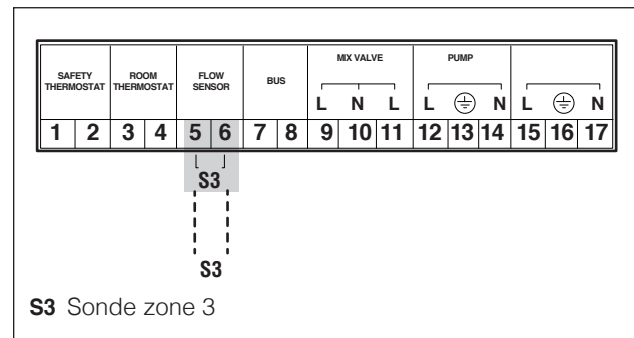 SAFETY THERMOSTAT ROOM THERMOSTAT FLOW SENSOR BUS MIX VALVE PUMP
L N L L N L N
1 2 3 4 5 6 7 8 9 10 11 12 13 14 15 16 17
S3
S3
S3 Sonde zone 3